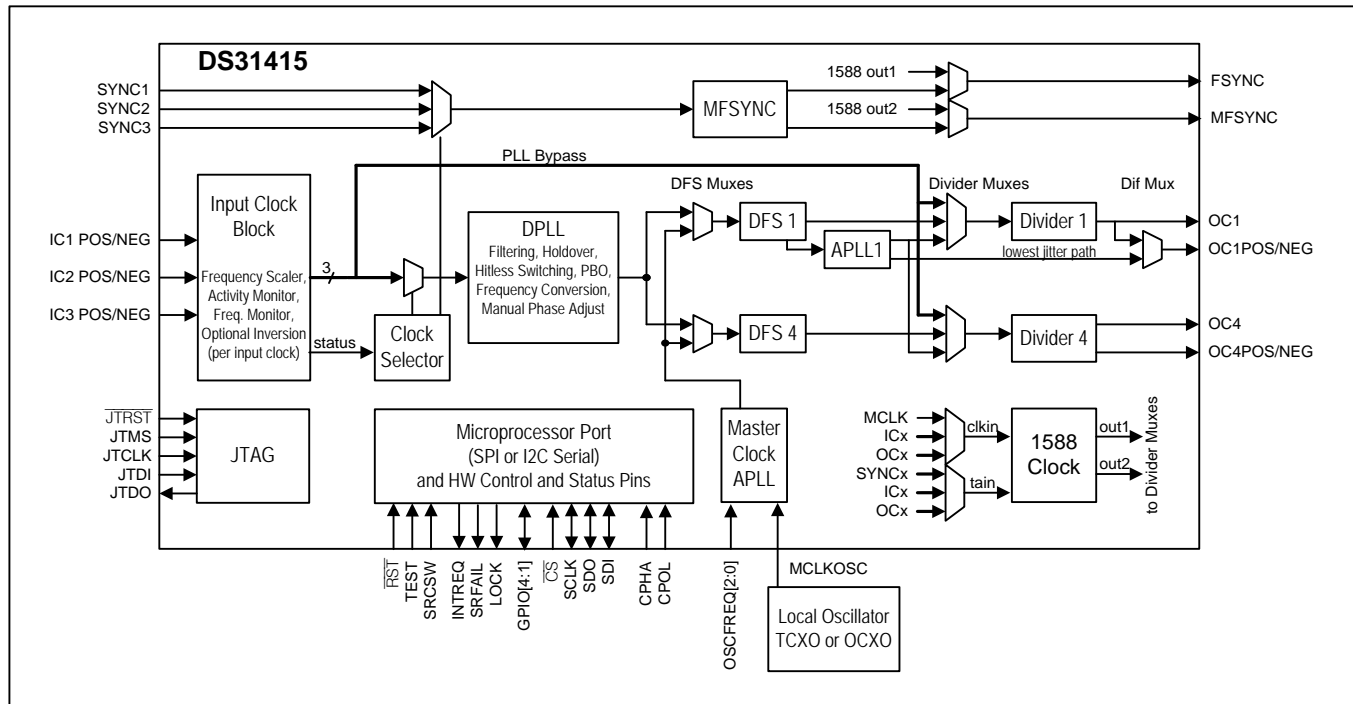 DS31415
SYNC1
SYNC2
SYNC3
MFSYNC
1588 out1
1588 out2
FSYNC
MFSYNC
PLL Bypass
IC1 POS/NEG
IC2 POS/NEG
IC3 POS/NEG
Input Clock
Block
Frequency Scaler,
Activity Monitor,
Freq. Monitor,
Optional Inversion
(per input clock)
3
status
Clock
Selector
DPLL
Filtering, Holdover,
Hitless Switching, PBO,
Frequency Conversion,
Manual Phase Adjust
DFS Muxes
DFS 1
APLL1
DFS 4
Divider Muxes
Divider 1
lowest jitter path
Divider 4
Dif Mux
OC1
OC1POS/NEG
OC4
OC4POS/NEG
JTRST
JTMS
JTCLK
JTDI
JTDO
JTAG
Microprocessor Port
(SPI or I2C Serial)
and HW Control and Status Pins
RST
TEST
SRCSW
INTREQ
SRFAIL
LOCK
GPIO[4:1]
CS
SCLK
SDO
SDI
CPHA
CPOL
Master
Clock
APLL
OSCFREQ[2:0]
MCLKOSC
Local Oscillator
TCXO or OCXO
MCLK
ICx
OCx
SYNCx
ICx
OCx
clkin
tain
1588
Clock
out1
out2
to Divider Muxes